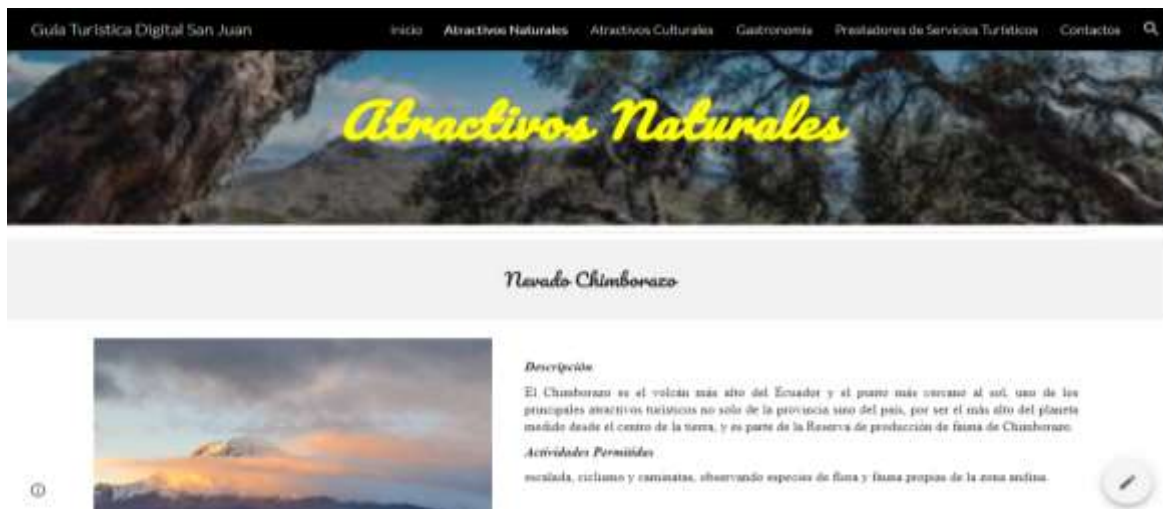 Guía Turística Digital San Juan
Inicio Atractivos Naturales Atractivos Culturales Gastronomía Prestadores de Servicios Turísticos Contactos
Atractivos Naturales
Nevado Chimborazo
Descripción
El Chimborazo es el volcán más alto del Ecuador y el punto más cercano al sol, uno de los
principales atractivos turísticos no solo de la provincia sino del país, por ser el más alto del planeta
medido desde el centro de la tierra, y es parte de la Reserva de producción de fauna de Chimborazo.
Actividades Permitidas
escalada, ciclismo y caminatas, observando especies de flora y fauna propias de la zona andina.